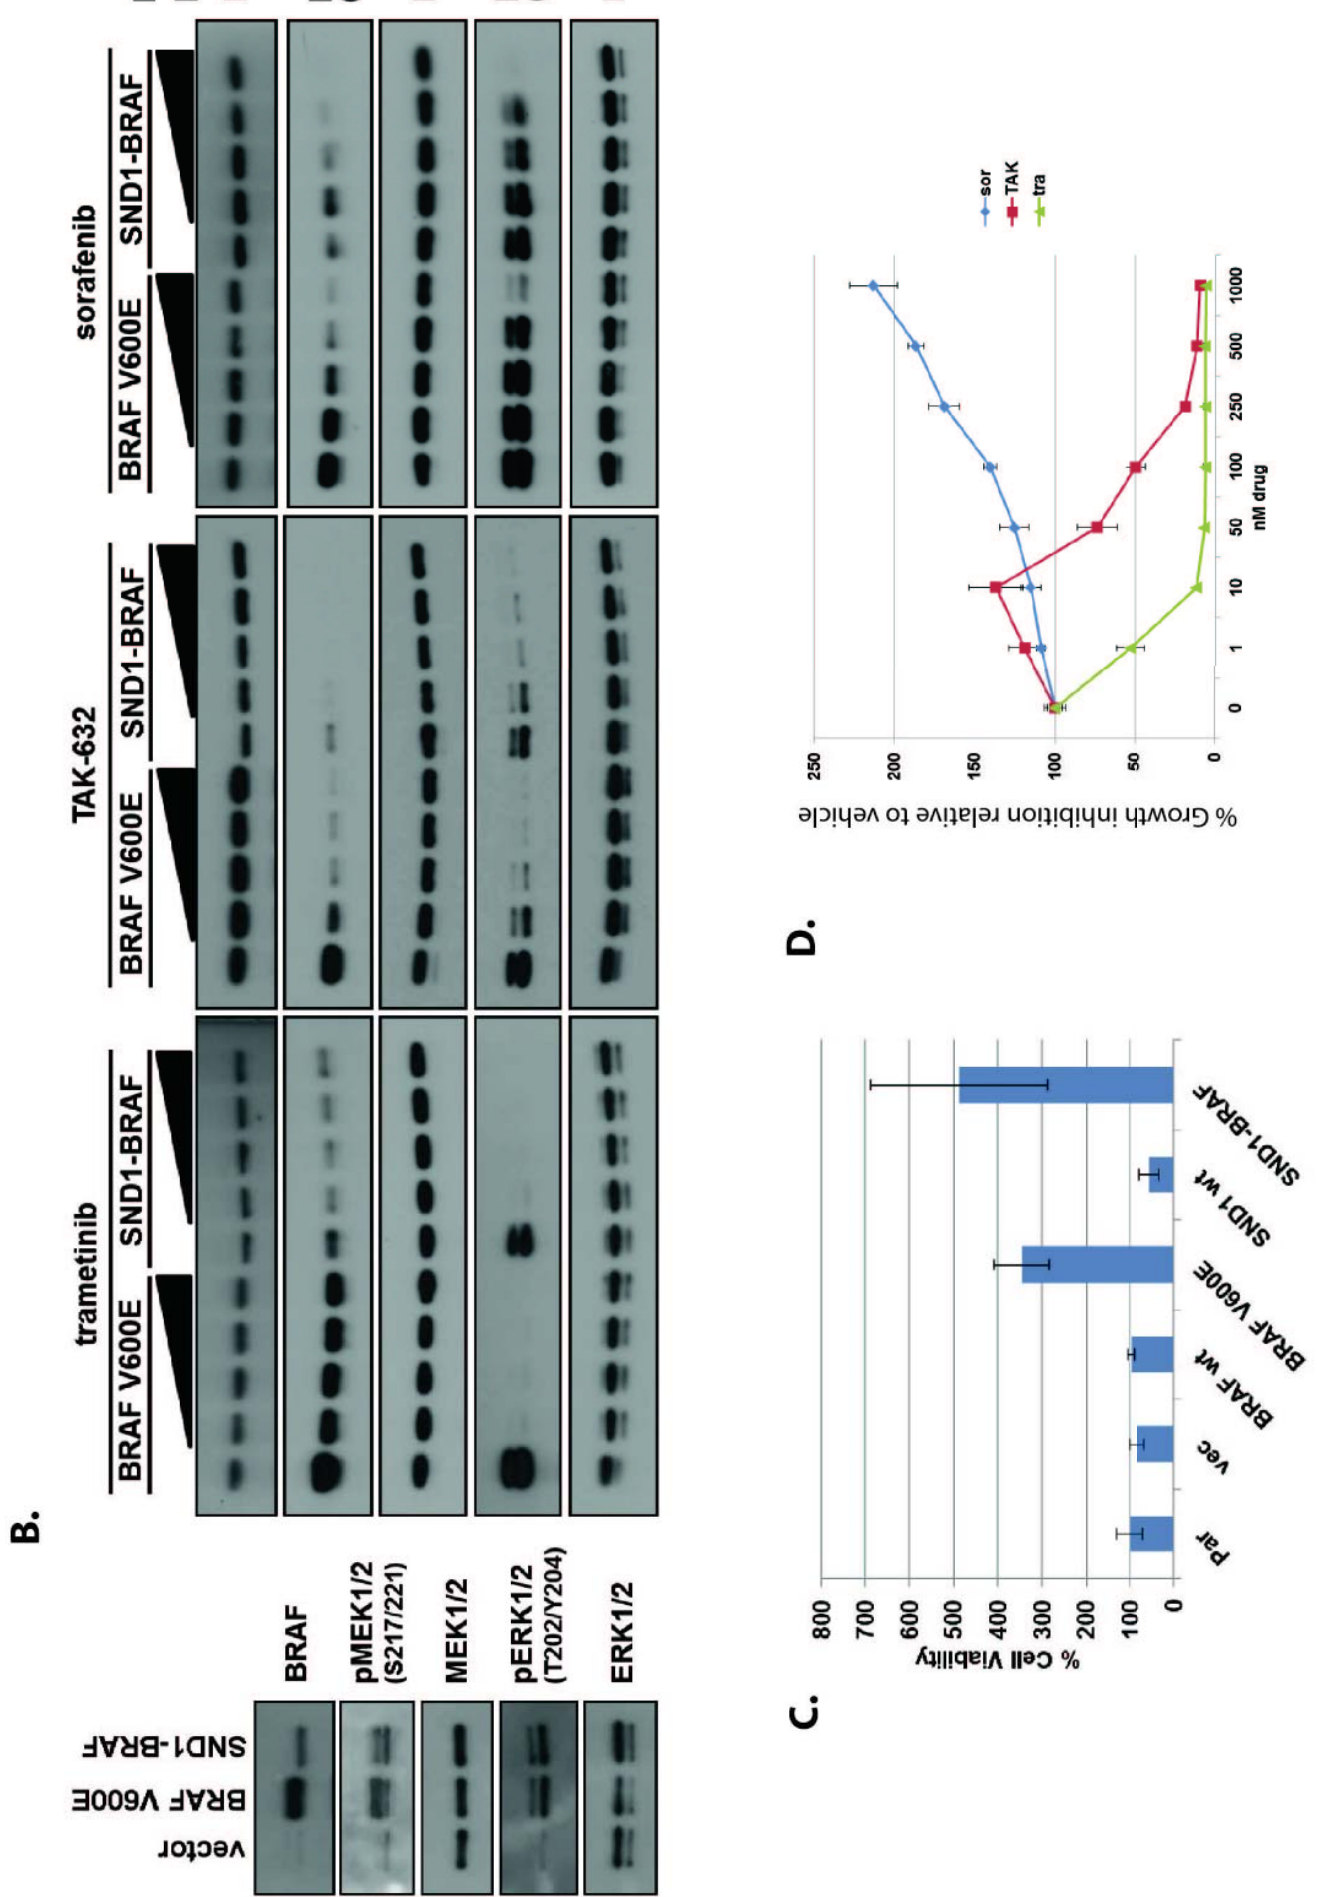 B.
vector
BRAF V600E
SND1-BRAF
BRAF
pMEK1/2
(S217/221)
MEK1/2
pERK1/2
(T202/Y204)
ERK1/2
trametinib
BRAF V600E
SND1-BRAF
TAK-632
BRAF V600E
SND1-BRAF
sorafenib
BRAF V600E
SND1-BRAF
C.
% Cell Viability
800
700
600
500
400
300
200
100
0
Par
vec
BRAF wt
BRAF V600E
SND1 wt
SND1-BRAF
D.
% Growth inhibition relative to vehicle
250
200
150
100
50
0
0
1
10
50
100
250
500
1000
nM drug
sor
TAK
tra